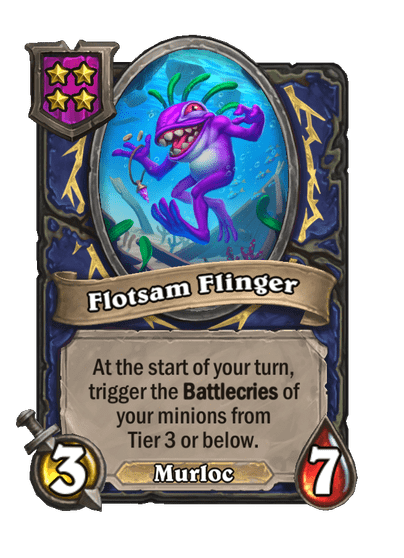 Flotsam Flinger
At the start of your turn,
trigger the Battlecries of
your minions from
Tier 3 or below.
Murloc
3
7